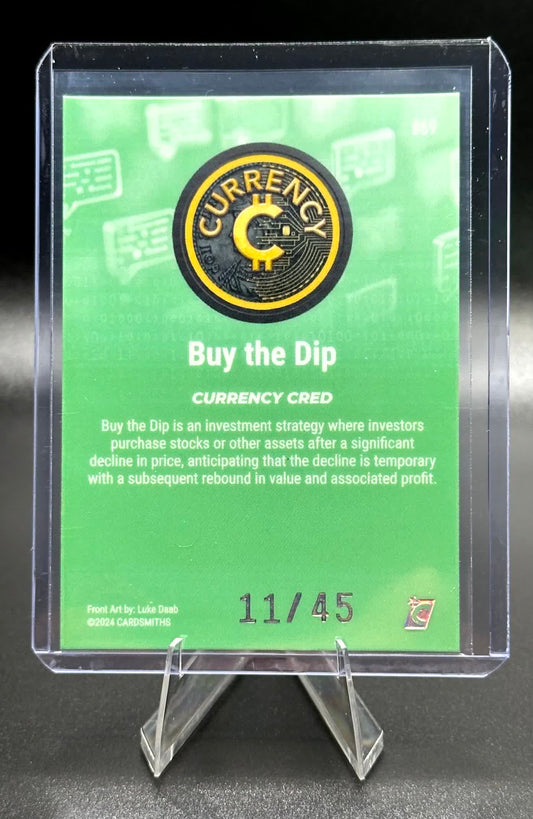 CURRENCY
Buy the Dip
CURRENCY CRED
Buy the Dip is an investment strategy where investors
purchase stocks or other assets after a significant
decline in price, anticipating that the decline is temporary
with a subsequent rebound in value and associated profit.
Front Art by: Luke Daab
©2024 CARDSMITHS
11/45